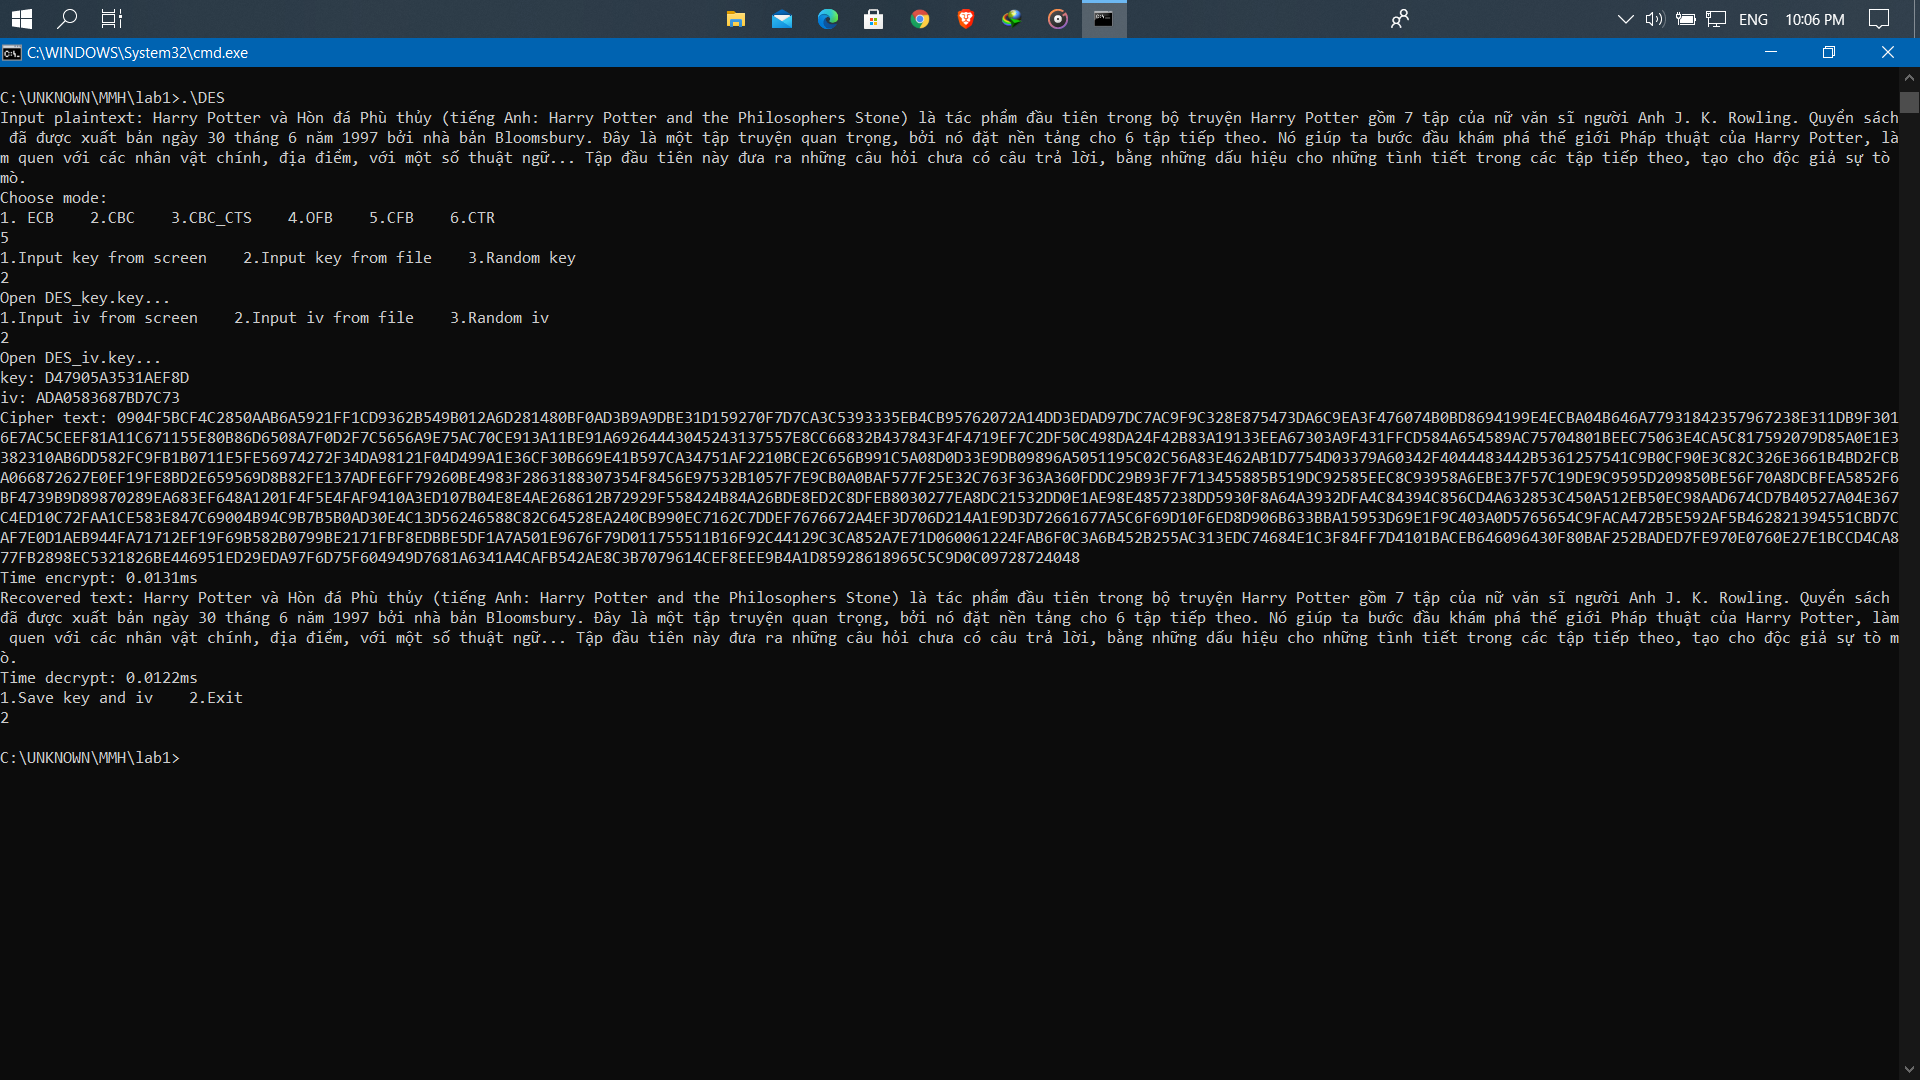 ENG 10:06 PM
C:\WINDOWS\System32\cmd.exe
C:\UNKNOWN\MMH\lab1>.\DES
Input plaintext: Harry Potter và Hòn đá Phù thủy (tiếng Anh: Harry Potter and the Philosophers Stone) là tác phẩm đầu tiên trong bộ truyện Harry Potter gồm 7 tập của nữ văn sĩ người Anh J. K. Rowling. Quyển sách
đã được xuất bản ngày 30 tháng 6 năm 1997 bởi nhà bản Bloomsbury. Đây là một tập truyện quan trọng, bởi nó đặt nền tảng cho 6 tập tiếp theo. Nó giúp ta bước đầu khám phá thế giới Pháp thuật của Harry Potter, là
m quen với các nhân vật chính, địa điểm, với một số thuật ngữ... Tập đầu tiên này đưa ra những câu hỏi chưa có câu trả lời, bằng những dấu hiệu cho những tình tiết trong các tập tiếp theo, tạo cho độc giả sự tò
mò.
Choose mode:
1. ECB    2.CBC    3.CBC_CTS    4.OFB    5.CFB    6.CTR
5
1.Input key from screen    2.Input key from file    3.Random key
2
Open DES_key.key...
1.Input iv from screen    2.Input iv from file    3.Random iv
2
Open DES_iv.key...
key: D47905A3531AEF8D
iv: ADA0583687BD7C73
Cipher text: 0904F5BCF4C2850AAB6A5921FF1CD9362B549B012A6D281480BF0AD3B9A9DBE31D159270F7D7CA3C5393335EB4CB95762072A14DD3EDAD97DC7AC9F9C328E875473DA6C9EA3F476074B0BD8694199E4ECBA04B646A77931842357967238E311DB9F301
6E7AC5CEEF81A11C671155E80B86D6508A7F0D2F7C5656A9E75AC70CE913A11BE91A69264443045243137557E8CC66832B437843F4F4719EF7C2DF50C498DA24F42B83A19133EEA67303A9F431FFCD584A654589AC75704801BEEC75063E4CA5C817592079D85A0E1E3
382310AB6DD582FC9FB1B0711E5FE56974272F34DA98121F04D499A1E36CF30B669E41B597CA34751AF2210BCE2C656B991C5A08D0D33E9DB09896A5051195C02C56A83E462AB1D7754D03379A60342F4044483442B5361257541C9B0CF90E3C82C326E3661B4BD2FCB
A066872627E0EF19FE8BD2E659569D8B82FE137ADFE6FF79260BE4983F2863188307354F8456E97532B1057F7E9CB0A0BAF577F25E32C763F363A360FDDC29B93F7F713455885B519DC92585EEC8C93958A6EBE37F57C19DE9C9595D209850BE56F70A8DCBFEA5852F6
BF4739B9D89870289EA683EF648A1201F4F5E4FAF9410A3ED107B04E8E4AE268612B72929F558424B84A26BDE8ED2C8DFEB8030277EA8DC21532DD0E1AE98E4857238DD5930F8A64A3932DFA4C84394C856CD4A632853C450A512EB50EC98AAD674CD7B40527A04E367
C4ED10C72FAA1CE583E847C69004B94C9B7B5B0AD30E4C13D56246588C82C64528EA240CB990EC7162C7DDEF7676672A4EF3D706D214A1E9D3D72661677A5C6F69D10F6ED8D906B633BBA15953D69E1F9C403A0D5765654C9FACA472B5E592AF5B462821394551CBD7C
AF7E0D1AEB944FA71712EF19F69B582B0799BE2171FBF8EDBBE5DF1A7A501E9676F79D011755511B16F92C44129C3CA852A7E71D060061224FAB6F0C3A6B452B255AC313EDC74684E1C3F84FF7D4101BACEB646096430F80BAF252BADED7FE970E0760E27E1BCCD4CA8
77FB2898EC5321826BE446951ED29EDA97F6D75F604949D7681A6341A4CAFB542AE8C3B7079614CEF8EEE9B4A1D85928618965C5C9D0C09728724048
Time encrypt: 0.0131ms
Recovered text: Harry Potter và Hòn đá Phù thủy (tiếng Anh: Harry Potter and the Philosophers Stone) là tác phẩm đầu tiên trong bộ truyện Harry Potter gồm 7 tập của nữ văn sĩ người Anh J. K. Rowling. Quyển sách
đã được xuất bản ngày 30 tháng 6 năm 1997 bởi nhà bản Bloomsbury. Đây là một tập truyện quan trọng, bởi nó đặt nền tảng cho 6 tập tiếp theo. Nó giúp ta bước đầu khám phá thế giới Pháp thuật của Harry Potter, làm
quen với các nhân vật chính, địa điểm, với một số thuật ngữ... Tập đầu tiên này đưa ra những câu hỏi chưa có câu trả lời, bằng những dấu hiệu cho những tình tiết trong các tập tiếp theo, tạo cho độc giả sự tò m
ò.
Time decrypt: 0.0122ms
1.Save key and iv    2.Exit
2
C:\UNKNOWN\MMH\lab1>